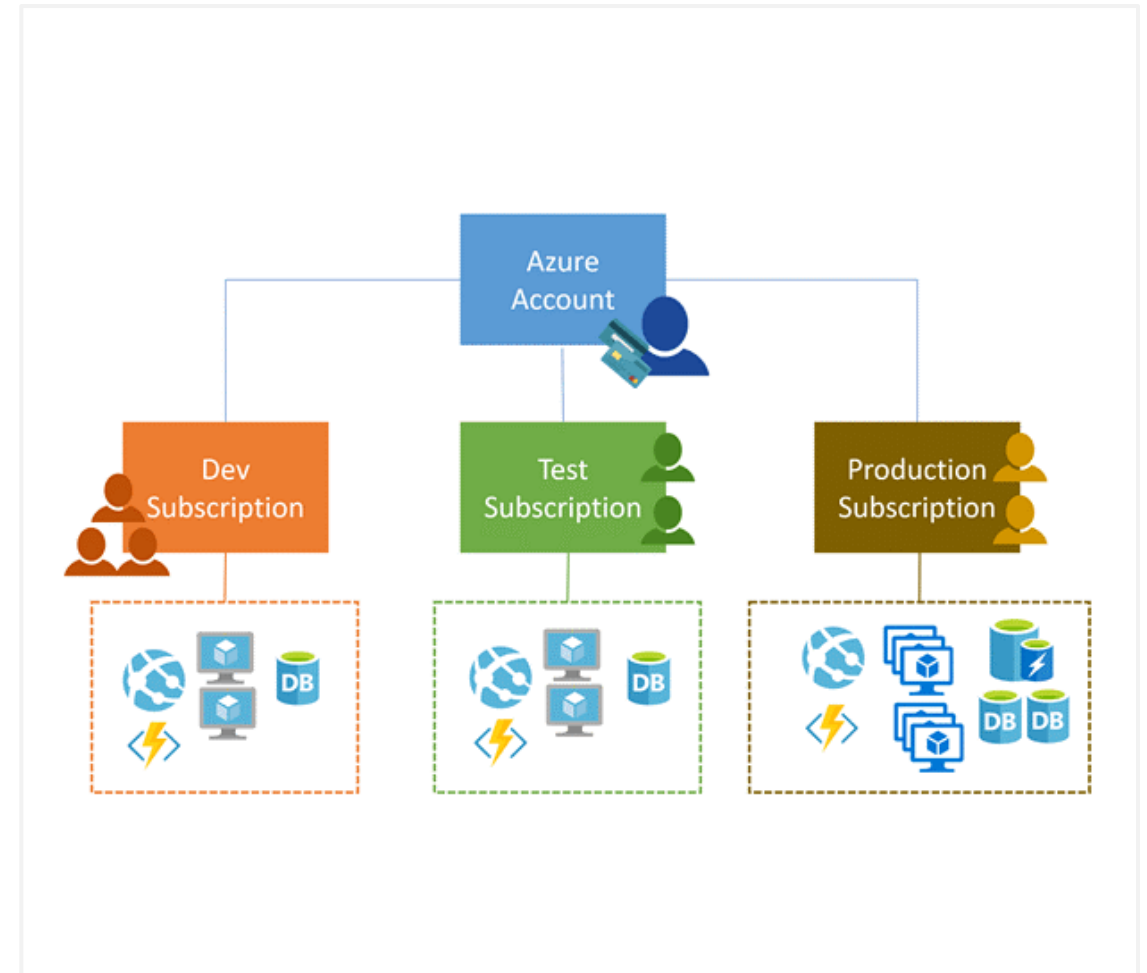 Azure
Account
Dev
Subscription
Test
Subscription
Production
Subscription
DB
DB
DB
DB